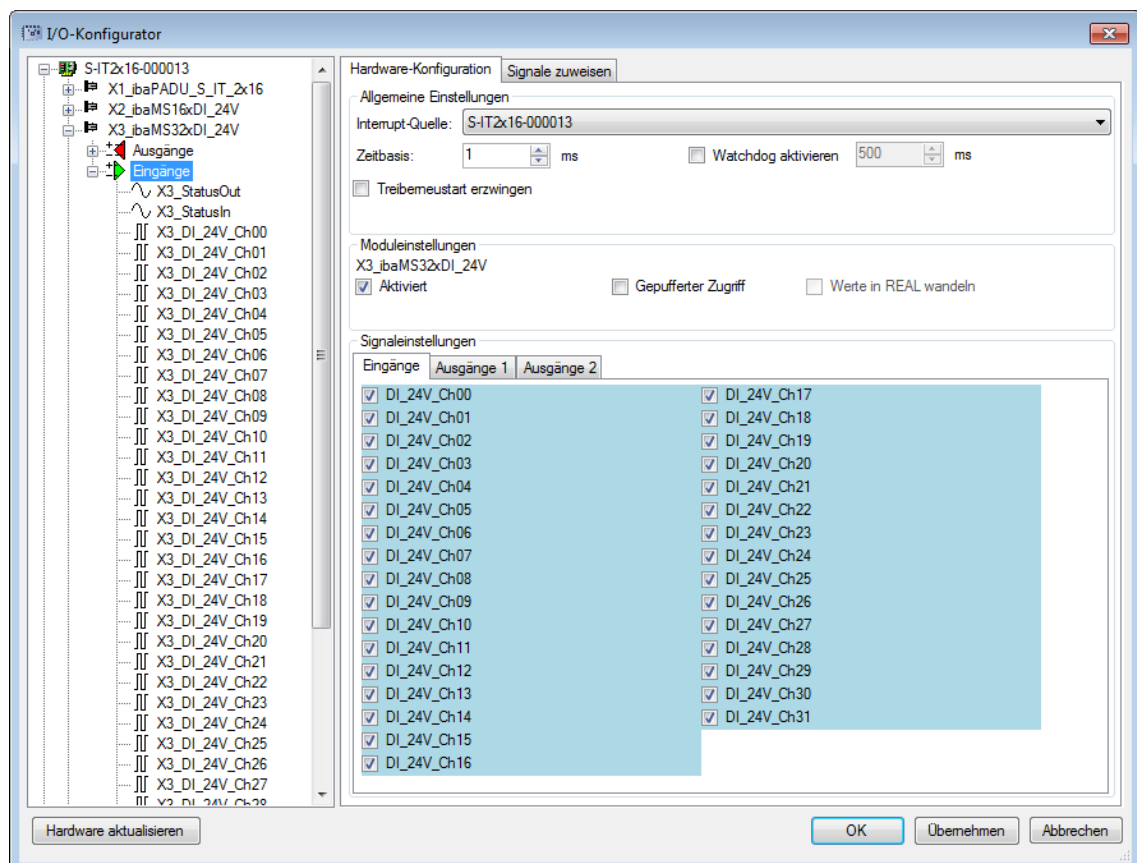 I/O-Konfigurator
S-IT2x16-000013
X1_ibaPADU_S_IT_2x16
X2_ibaMS16xDI_24V
X3_ibaMS32xDI_24V
Ausgänge
Eingänge
X3_StatusOut
X3_StatusIn
X3_DI_24V_Ch00
X3_DI_24V_Ch01
X3_DI_24V_Ch02
X3_DI_24V_Ch03
X3_DI_24V_Ch04
X3_DI_24V_Ch05
X3_DI_24V_Ch06
X3_DI_24V_Ch07
X3_DI_24V_Ch08
X3_DI_24V_Ch09
X3_DI_24V_Ch10
X3_DI_24V_Ch11
X3_DI_24V_Ch12
X3_DI_24V_Ch13
X3_DI_24V_Ch14
X3_DI_24V_Ch15
X3_DI_24V_Ch16
X3_DI_24V_Ch17
X3_DI_24V_Ch18
X3_DI_24V_Ch19
X3_DI_24V_Ch20
X3_DI_24V_Ch21
X3_DI_24V_Ch22
X3_DI_24V_Ch23
X3_DI_24V_Ch24
X3_DI_24V_Ch25
X3_DI_24V_Ch26
X3_DI_24V_Ch27
X3_DI_24V_Ch28
Hardware-Konfiguration Signale zuweisen
Allgemeine Einstellungen
Interrupt-Quelle: S-IT2x16-000013
Zeitbasis: 1 ms Watchdog aktivieren 500 ms
Treiberneustart erzwingen
Moduleinstellungen
X3_ibaMS32xDI_24V
Aktiviert Gepufferter Zugriff Werte in REAL wandeln
Signaleinstellungen
Eingänge Ausgänge 1 Ausgänge 2
DI_24V_Ch00
DI_24V_Ch01
DI_24V_Ch02
DI_24V_Ch03
DI_24V_Ch04
DI_24V_Ch05
DI_24V_Ch06
DI_24V_Ch07
DI_24V_Ch08
DI_24V_Ch09
DI_24V_Ch10
DI_24V_Ch11
DI_24V_Ch12
DI_24V_Ch13
DI_24V_Ch14
DI_24V_Ch15
DI_24V_Ch16
DI_24V_Ch17
DI_24V_Ch18
DI_24V_Ch19
DI_24V_Ch20
DI_24V_Ch21
DI_24V_Ch22
DI_24V_Ch23
DI_24V_Ch24
DI_24V_Ch25
DI_24V_Ch26
DI_24V_Ch27
DI_24V_Ch28
DI_24V_Ch29
DI_24V_Ch30
DI_24V_Ch31
Hardware aktualisieren OK Übernehmen Abbrechen